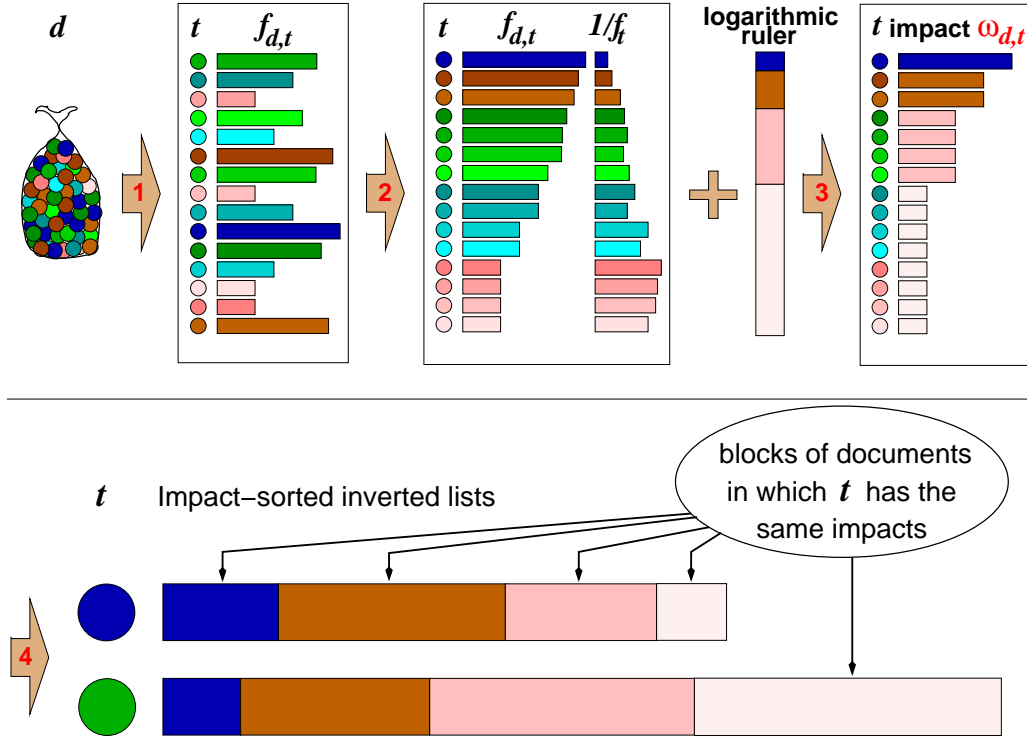 d
t f_{d,t}
t f_{d,t} 1/f_t
logarithmic
ruler
t impact ω_{d,t}
1
2
3
blocks of documents
in which t has the
same impacts
t Impact−sorted inverted lists
4